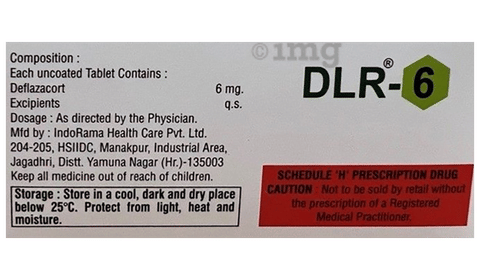 ©img
Composition :
Each uncoated Tablet Contains :
Deflazacort 6 mg.
Excipients q.s.
Dosage : As directed by the Physician.
Mfd by : IndoRama Health Care Pvt. Ltd.
204-205, HSIIDC, Manakpur, Industrial Area,
Jagadhri, Distt. Yamuna Nagar (Hr.)-135003
Keep all medicine out of reach of children.
Storage : Store in a cool, dark and dry place
below 25°C. Protect from light, heat and
moisture.
DLR®-6
SCHEDULE 'H' PRESCRIPTION DRUG
CAUTION : Not to be sold by retail without
the prescription of a Registered
Medical Practitioner.